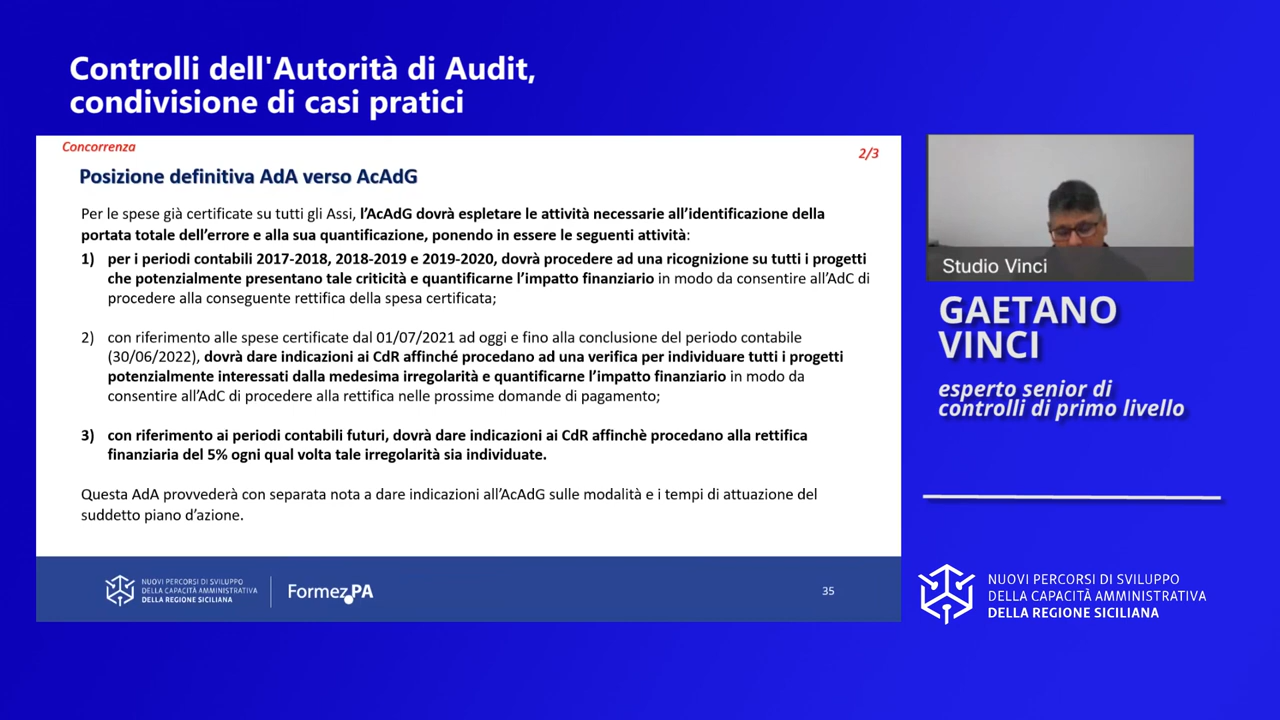 Controlli dell'Autorità di Audit,
condivisione di casi pratici
Concorrenza
2/3
Posizione definitiva AdA verso AcAdG
Per le spese già certificate su tutti gli Assi, l'AcAdG dovrà espletare le attività necessarie all'identificazione della
portata totale dell'errore e alla sua quantificazione, ponendo in essere le seguenti attività:
1) per i periodi contabili 2017-2018, 2018-2019 e 2019-2020, dovrà procedere ad una ricognizione su tutti i progetti
che potenzialmente presentano tale criticità e quantificarne l'impatto finanziario in modo da consentire all'AdC di
procedere alla conseguente rettifica della spesa certificata;
2) con riferimento alle spese certificate dal 01/07/2021 ad oggi e fino alla conclusione del periodo contabile
(30/06/2022), dovrà dare indicazioni ai CdR affinché procedano ad una verifica per individuare tutti i progetti
potenzialmente interessati dalla medesima irregolarità e quantificarne l'impatto finanziario in modo da
consentire all'AdC di procedere alla rettifica nelle prossime domande di pagamento;
3) con riferimento ai periodi contabili futuri, dovrà dare indicazioni ai CdR affinchè procedano alla rettifica
finanziaria del 5% ogni qual volta tale irregolarità sia individuate.
Questa AdA provvederà con separata nota a dare indicazioni all'AcAdG sulle modalità e i tempi di attuazione del
suddetto piano d'azione.
NUOVI PERCORSI DI SVILUPPO
DELLA CAPACITÀ AMMINISTRATIVA
DELLA REGIONE SICILIANA
Formez PA
35
Studio Vinci
GAETANO
VINCI
esperto senior di
controlli di primo livello
NUOVI PERCORSI DI SVILUPPO
DELLA CAPACITÀ AMMINISTRATIVA
DELLA REGIONE SICILIANA